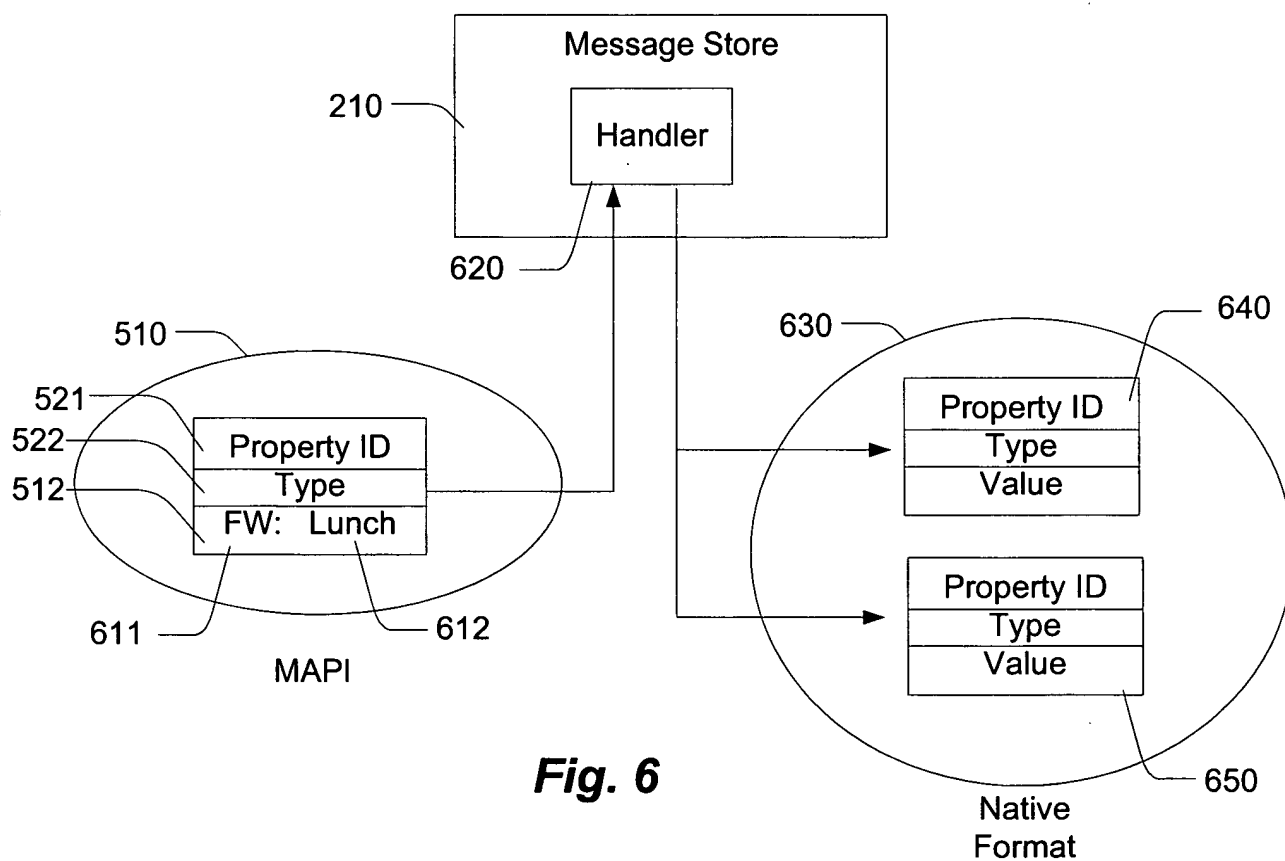 Message Store
210
Handler
620
510
521
Property ID
522
Type
512
FW: Lunch
611
612
MAPI
630
640
Property ID
Type
Value
Property ID
Type
Value
650
Native
Format
Fig. 6